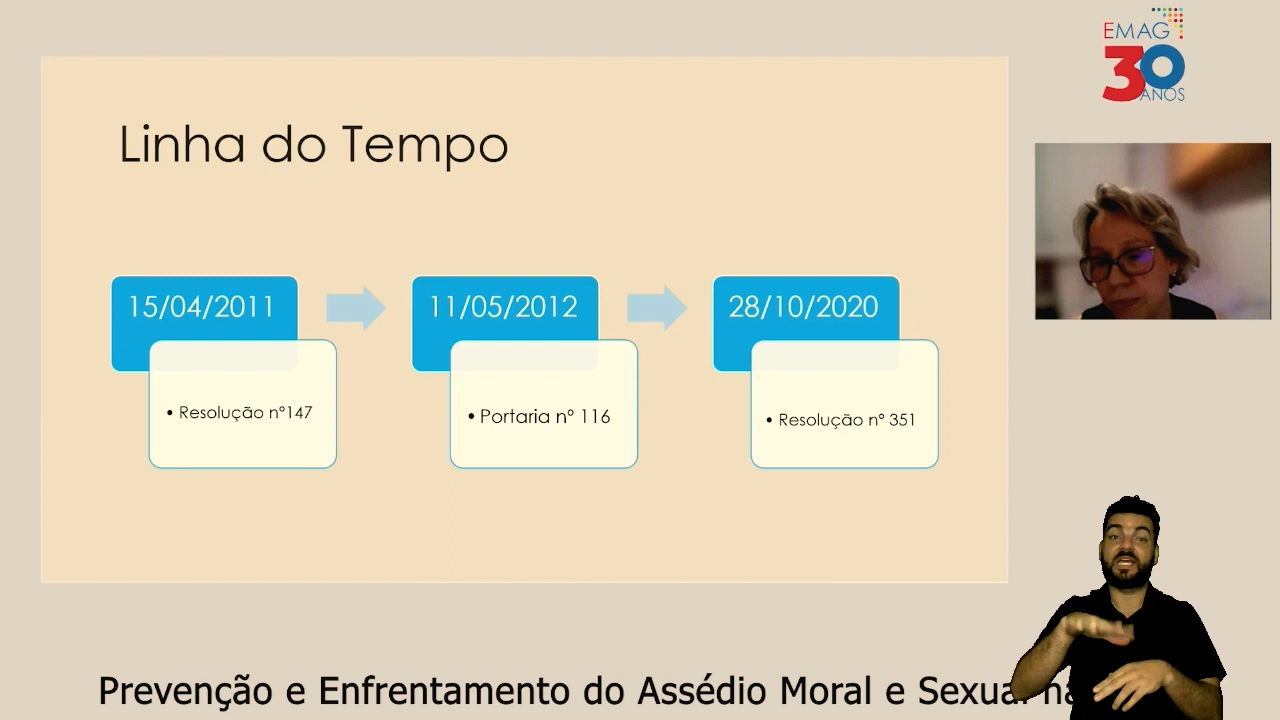 EMAG
30
ANOS
Linha do Tempo
15/04/2011
11/05/2012
28/10/2020
• Resolução nº147
• Portaria nº 116
• Resolução nº 351
Prevenção e Enfrentamento do Assédio Moral e Sexual